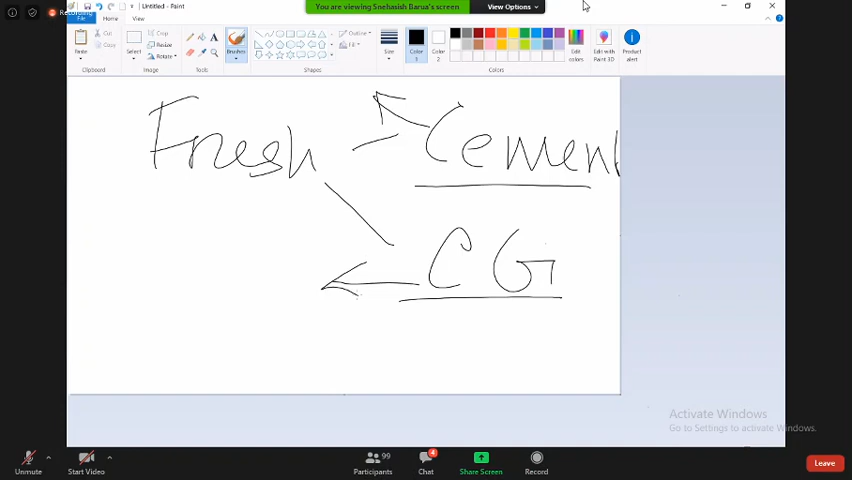 Recording
Untitled - Paint
You are viewing Snehasish Barua's screen
View Options
File
Home
View
Paste
Cut
Copy
Select
Crop
Resize
Rotate
Brushes
Outline
Fill
Size
Color
1
Color
2
Edit
colors
Edit with
Paint 3D
Product
alert
Clipboard
Image
Tools
Shapes
Colors
Fresh - Cement
CG
Activate Windows
Go to Settings to activate Windows.
Unmute
Start Video
99
Participants
4
Chat
Share Screen
Record
Leave